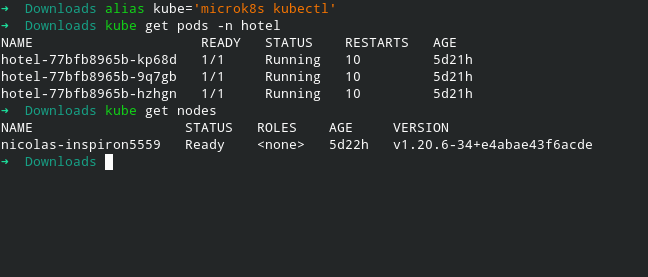 ➜  Downloads alias kube='microk8s kubectl'
➜  Downloads kube get pods -n hotel
NAME                     READY   STATUS    RESTARTS   AGE
hotel-77bfb8965b-kp68d   1/1     Running   10         5d21h
hotel-77bfb8965b-9q7gb   1/1     Running   10         5d21h
hotel-77bfb8965b-hzhgn   1/1     Running   10         5d21h
➜  Downloads kube get nodes
NAME                   STATUS   ROLES    AGE     VERSION
nicolas-inspiron5559   Ready    <none>   5d22h   v1.20.6-34+e4abae43f6acde
➜  Downloads